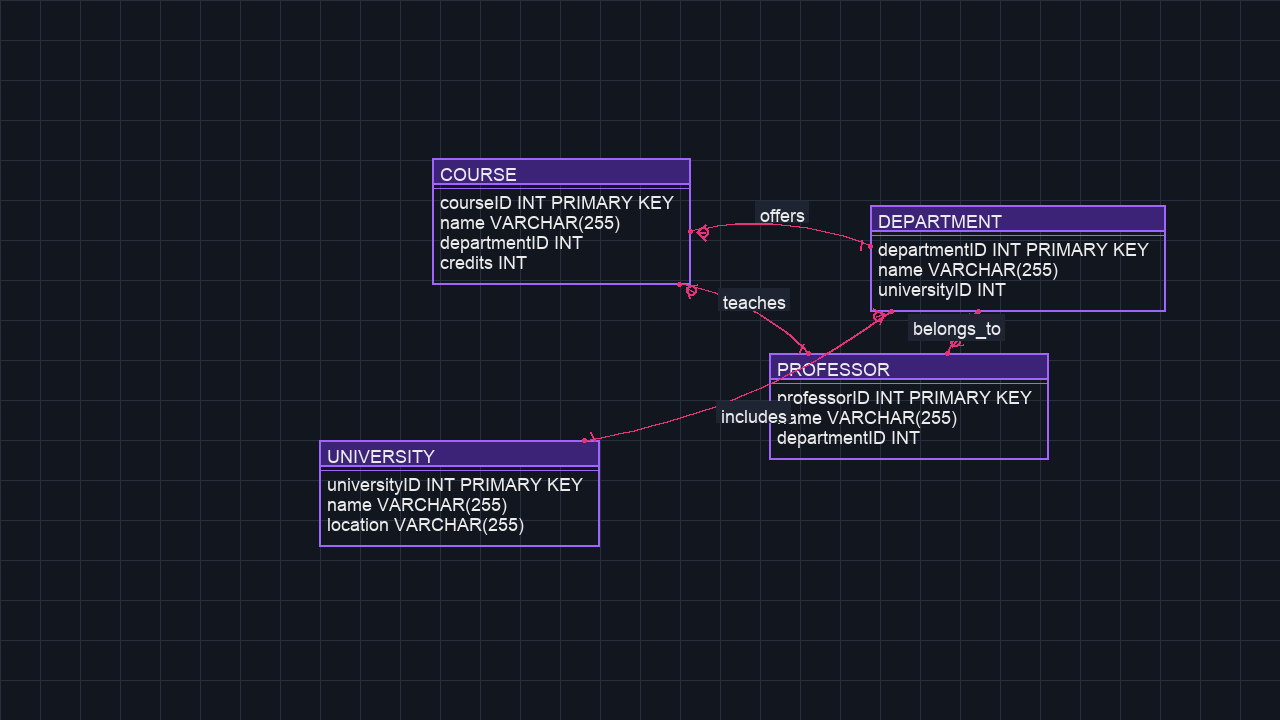 COURSE
courseID INT PRIMARY KEY
name VARCHAR(255)
departmentID INT
credits INT
offers
DEPARTMENT
departmentID INT PRIMARY KEY
name VARCHAR(255)
universityID INT
teaches
belongs_to
PROFESSOR
professorID INT PRIMARY KEY
name VARCHAR(255)
departmentID INT
includes
UNIVERSITY
universityID INT PRIMARY KEY
name VARCHAR(255)
location VARCHAR(255)